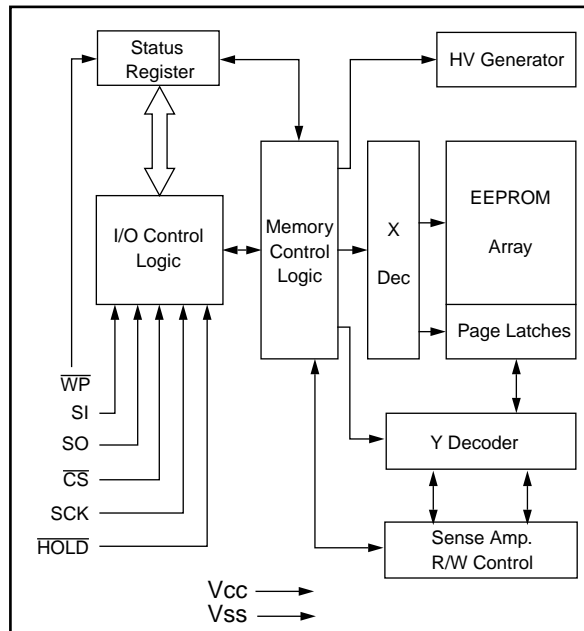 Status
Register
HV Generator
I/O Control
Logic
Memory
Control
Logic
X
Dec
EEPROM
Array
Page Latches
WP
SI
SO
CS
SCK
HOLD
Y Decoder
Sense Amp.
R/W Control
Vcc
Vss